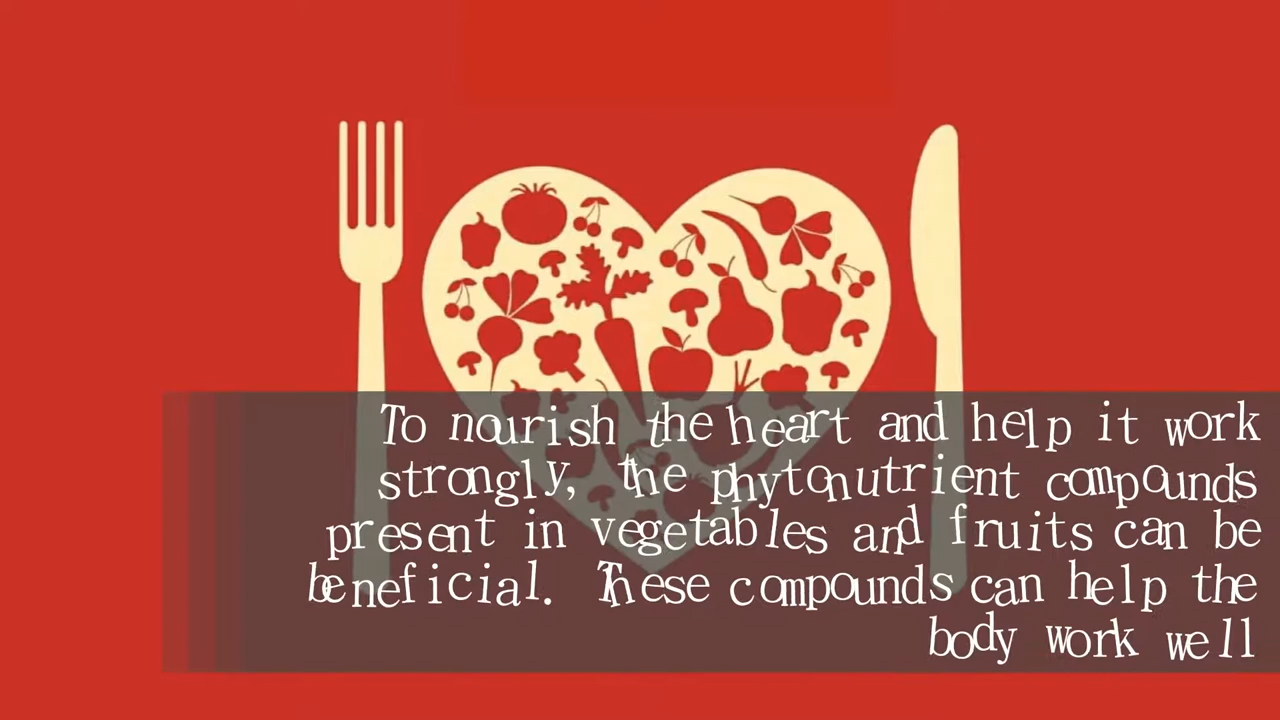 To nourish the heart and help it work
strongly, the phytonutrient compounds
present in vegetables and fruits can be
beneficial. These compounds can help the
body work well